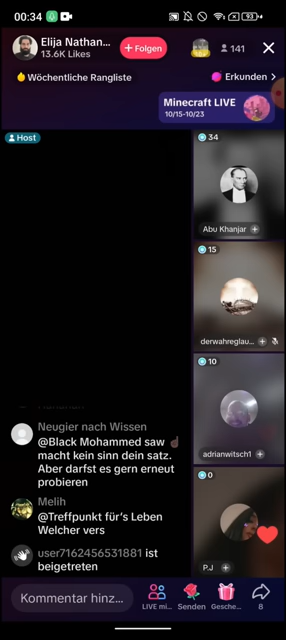 00:34
93
Elija Nathan...
13.6K Likes
+ Folgen
141
Wöchentliche Rangliste
Erkunden >
Minecraft LIVE
10/15-10/23
Host
34
Abu Khanjar
15
derwahreglau...
10
adrianwitsch1
0
P.J
Neugier nach Wissen
@Black Mohammed saw ☝🏿
macht kein sinn dein satz.
Aber darfst es gern erneut
probieren
Melih
@Treffpunkt für's Leben
Welcher vers
user7162456531881 ist
beigetreten
Kommentar hinz...
LIVE mi...
Senden
Gesche...
8